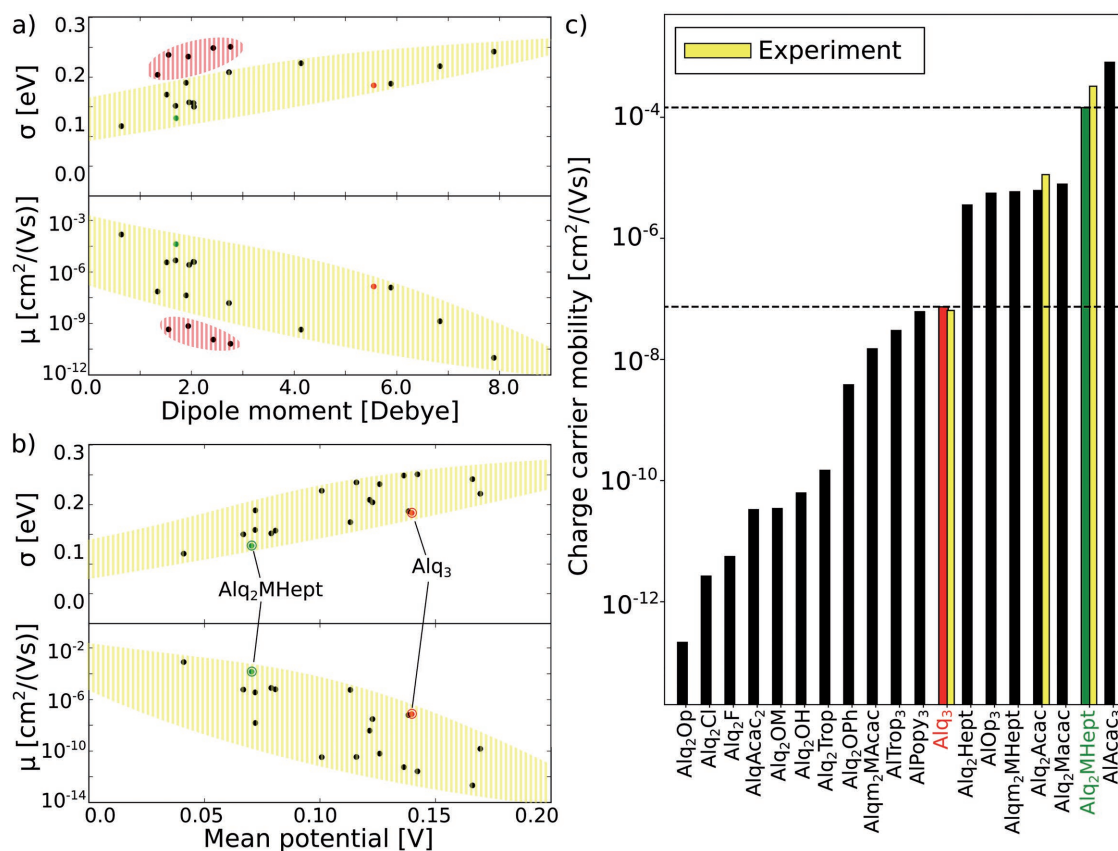 a)
0.3
0.2
0.1
0.0
σ [eV]
10⁻³
10⁻⁶
10⁻⁹
10⁻¹²
μ [cm²/(Vs)]
0.0 2.0 4.0 6.0 8.0
Dipole moment [Debye]
b)
0.3
0.2
0.1
0.0
σ [eV]
Alq₂MHept
Alq₃
10⁻²
10⁻⁶
10⁻¹⁰
10⁻¹⁴
μ [cm²/(Vs)]
0.0 0.05 0.10 0.15 0.20
Mean potential [V]
c)
Experiment
Charge carrier mobility [cm²/(Vs)]
10⁻⁴
10⁻⁶
10⁻⁸
10⁻¹⁰
10⁻¹²
Alq₂Op
Alq₂Cl
Alq₂F
AlqAcac₂
Alq₂OM
Alq₂OH
Alq₂Trop
Alq₂OPh
Alqm₂MAcac
AlTrop₃
AlPopy₃
Alq₃
Alq₂Hept
AlOp₃
Alqm₂MHept
Alq₂Acac
Alq₂Macac
Alq₂MHept
AlAcac₃